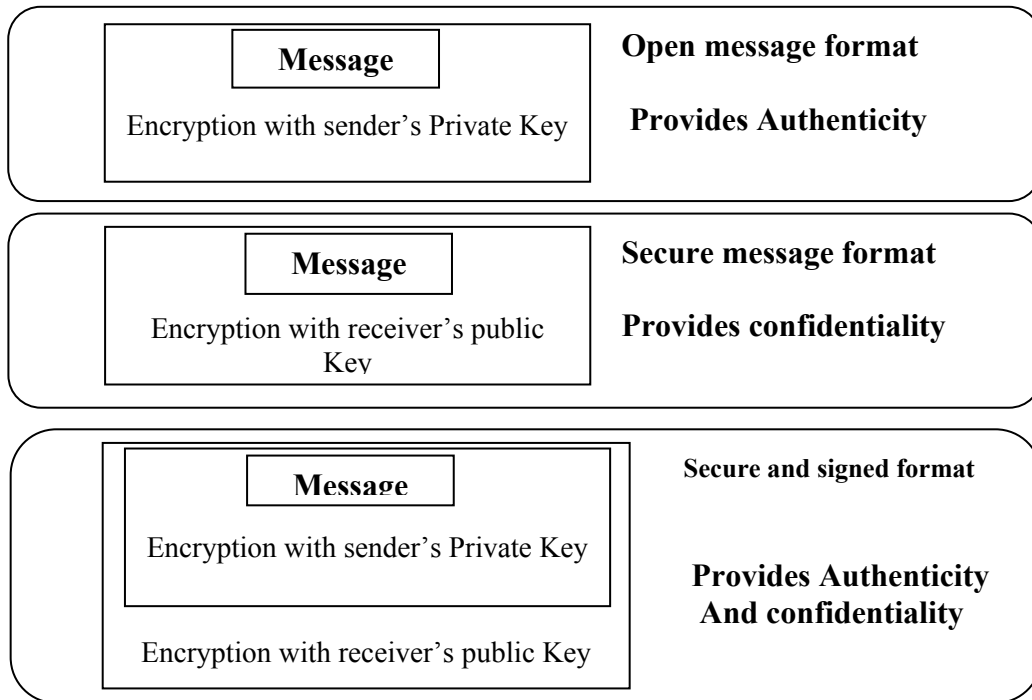 Message
Encryption with sender’s Private Key
Open message format
Provides Authenticity
Message
Encryption with receiver’s public
Key
Secure message format
Provides confidentiality
Message
Encryption with sender’s Private Key
Encryption with receiver’s public Key
Secure and signed format
Provides Authenticity
And confidentiality